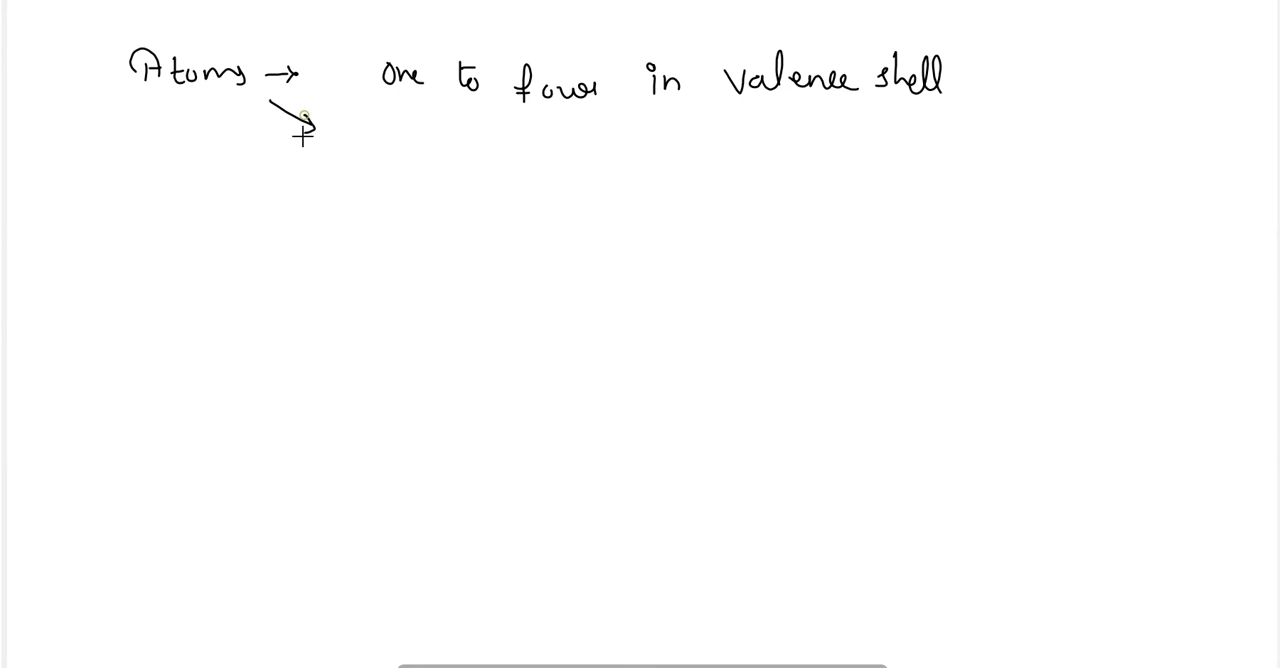 Atoms → one to four in valence shell
+